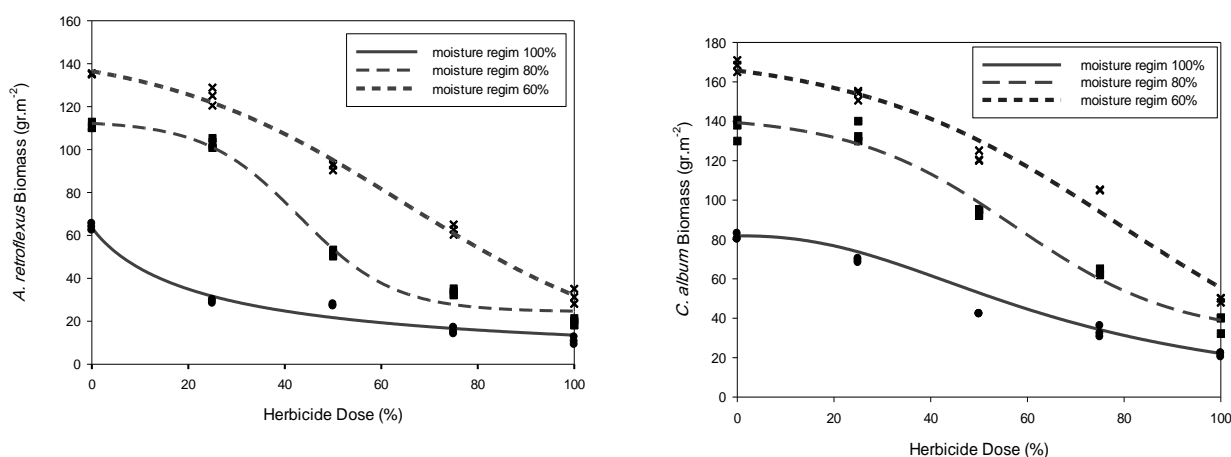 A. retroflexus Biomass (gr.m-2)
160
140
120
100
80
60
40
20
0
moisture regim 100%
moisture regim 80%
moisture regim 60%
0 20 40 60 80 100
Herbicide Dose (%)
C. album Biomass (gr.m-2)
180
160
140
120
100
80
60
40
20
0
moisture regim 100%
moisture regim 80%
moisture regim 60%
0 20 40 60 80 100
Herbicide Dose (%)